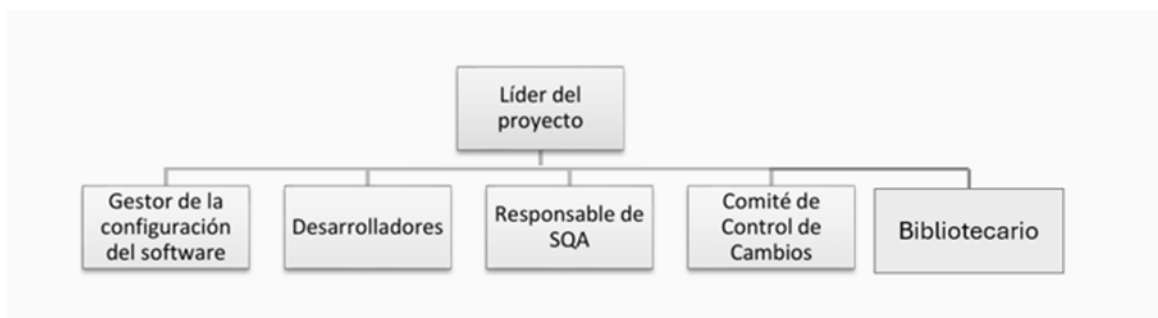 Líder del
proyecto
Gestor de la
configuración
del software
Desarrolladores
Responsable de
SQA
Comité de
Control de
Cambios
Bibliotecario